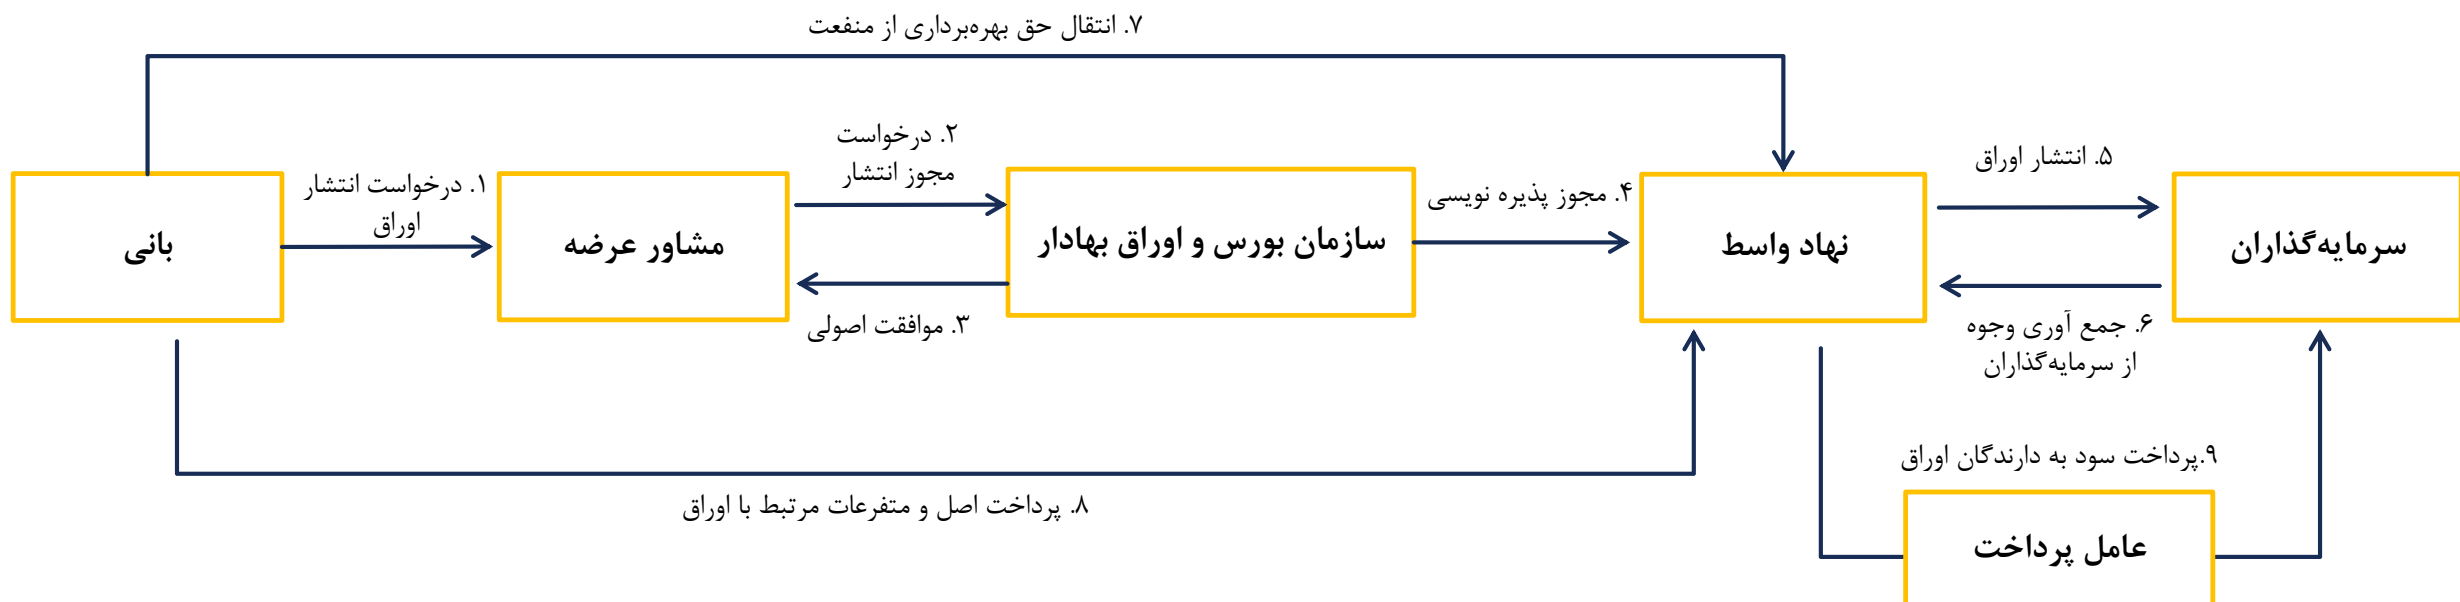 ۷. انتقال حق بهره‌برداری از منفعت
۲. درخواست
مجوز انتشار
۵. انتشار اوراق
۱. درخواست انتشار
اوراق
۴. مجوز پذیره نویسی
بانی
مشاور عرضه
سازمان بورس و اوراق بهادار
نهاد واسط
سرمایه‌گذاران
۳. موافقت اصولی
۶. جمع آوری وجوه
از سرمایه‌گذاران
۹.پرداخت سود به دارندگان اوراق
۸. پرداخت اصل و متفرعات مرتبط با اوراق
عامل پرداخت